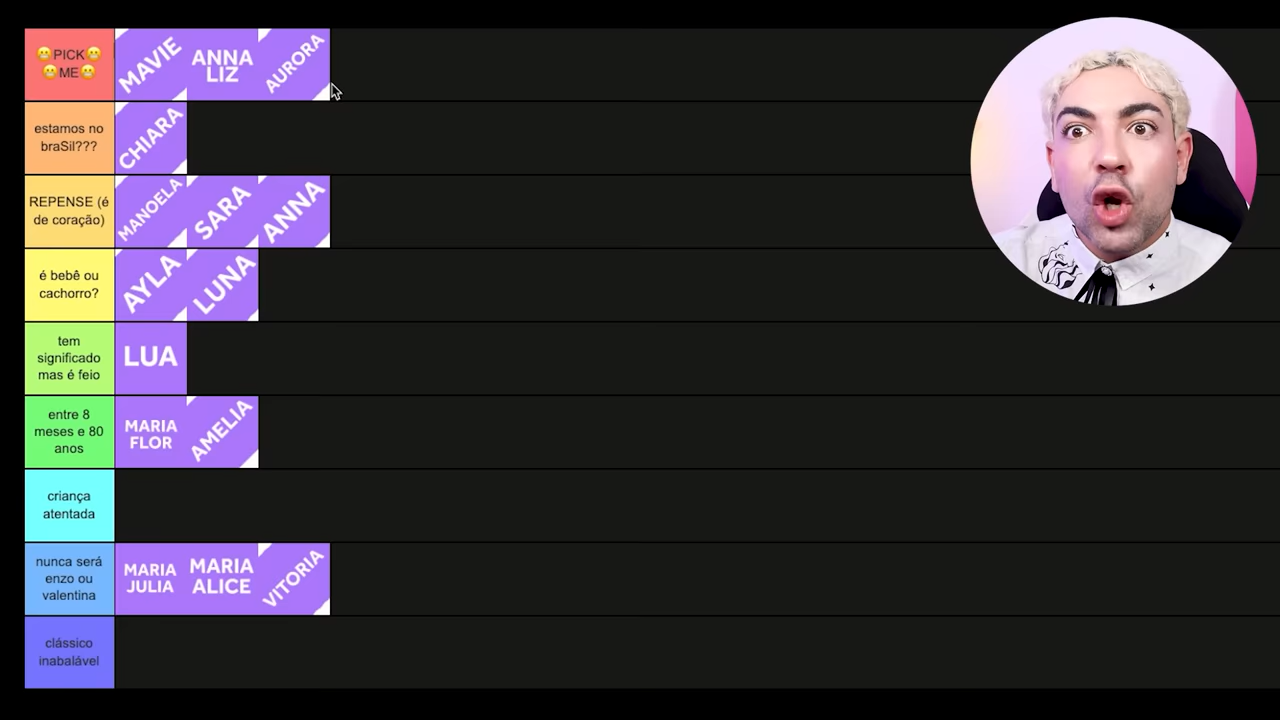 😬PICK😬
😬ME😬
MAVIE
ANNA
LIZ
AURORA
estamos no
braSil???
CHIARA
REPENSE (é
de coração)
MANOELA
SARA
ANNA
é bebê ou
cachorro?
AYLA
LUNA
tem
significado
mas é feio
LUA
entre 8
meses e 80
anos
MARIA
FLOR
AMELIA
criança
atentada
nunca será
enzo ou
valentina
MARIA
JULIA
MARIA
ALICE
VITORIA
clássico
inabalável